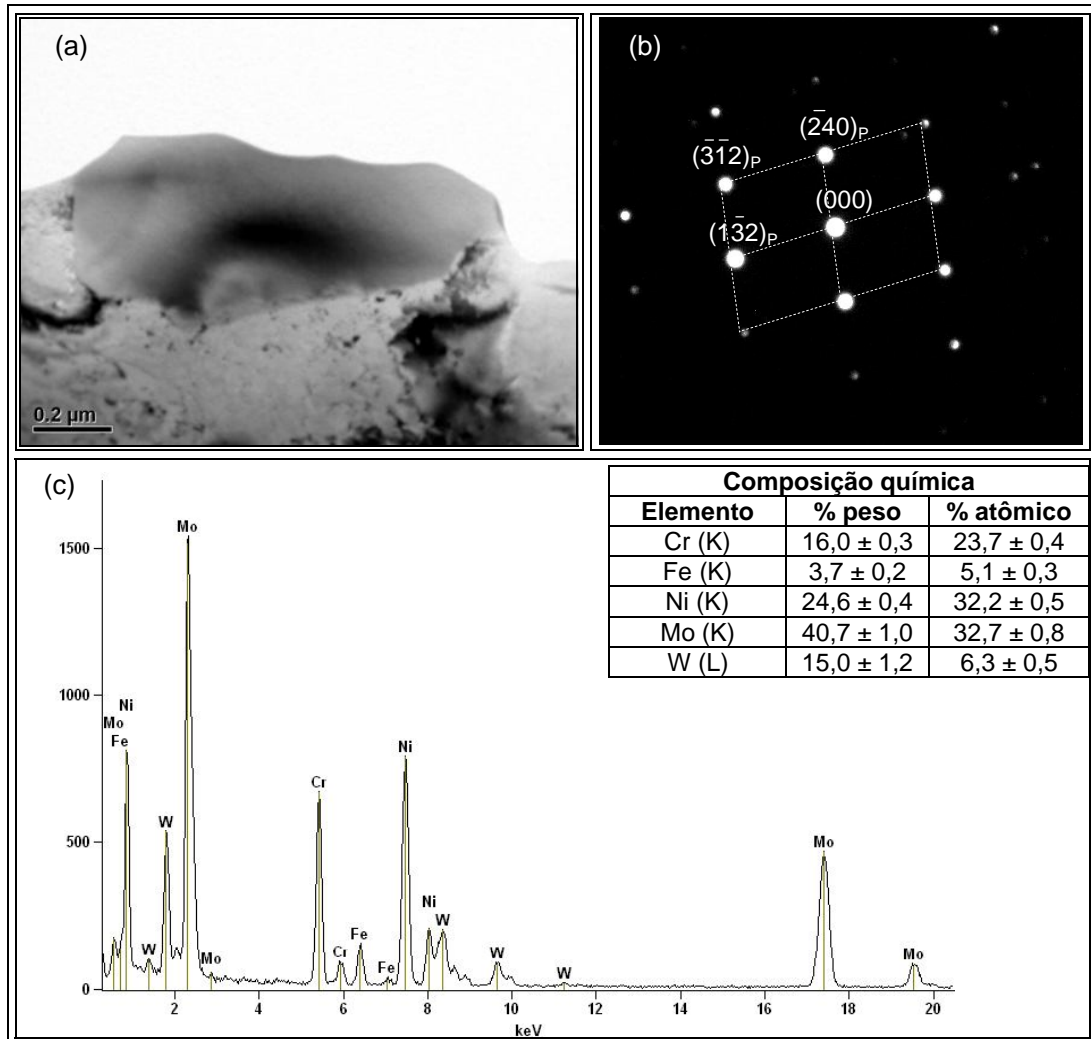 (a)
(b)
(2̄40)P
(3̄1̄2)P
(000)
(13̄2)P
0.2 µm
(c)
Composição química
Elemento % peso % atômico
Cr (K) 16,0 ± 0,3 23,7 ± 0,4
Fe (K) 3,7 ± 0,2 5,1 ± 0,3
Ni (K) 24,6 ± 0,4 32,2 ± 0,5
Mo (K) 40,7 ± 1,0 32,7 ± 0,8
W (L) 15,0 ± 1,2 6,3 ± 0,5
1500
1000
500
0
Mo
Ni
Mo
Fe
W
W
Mo
Cr
Cr
Fe
Fe
Ni
Ni
W
W
W
Mo
Mo
2 4 6 8 10 12 14 16 18 20
keV